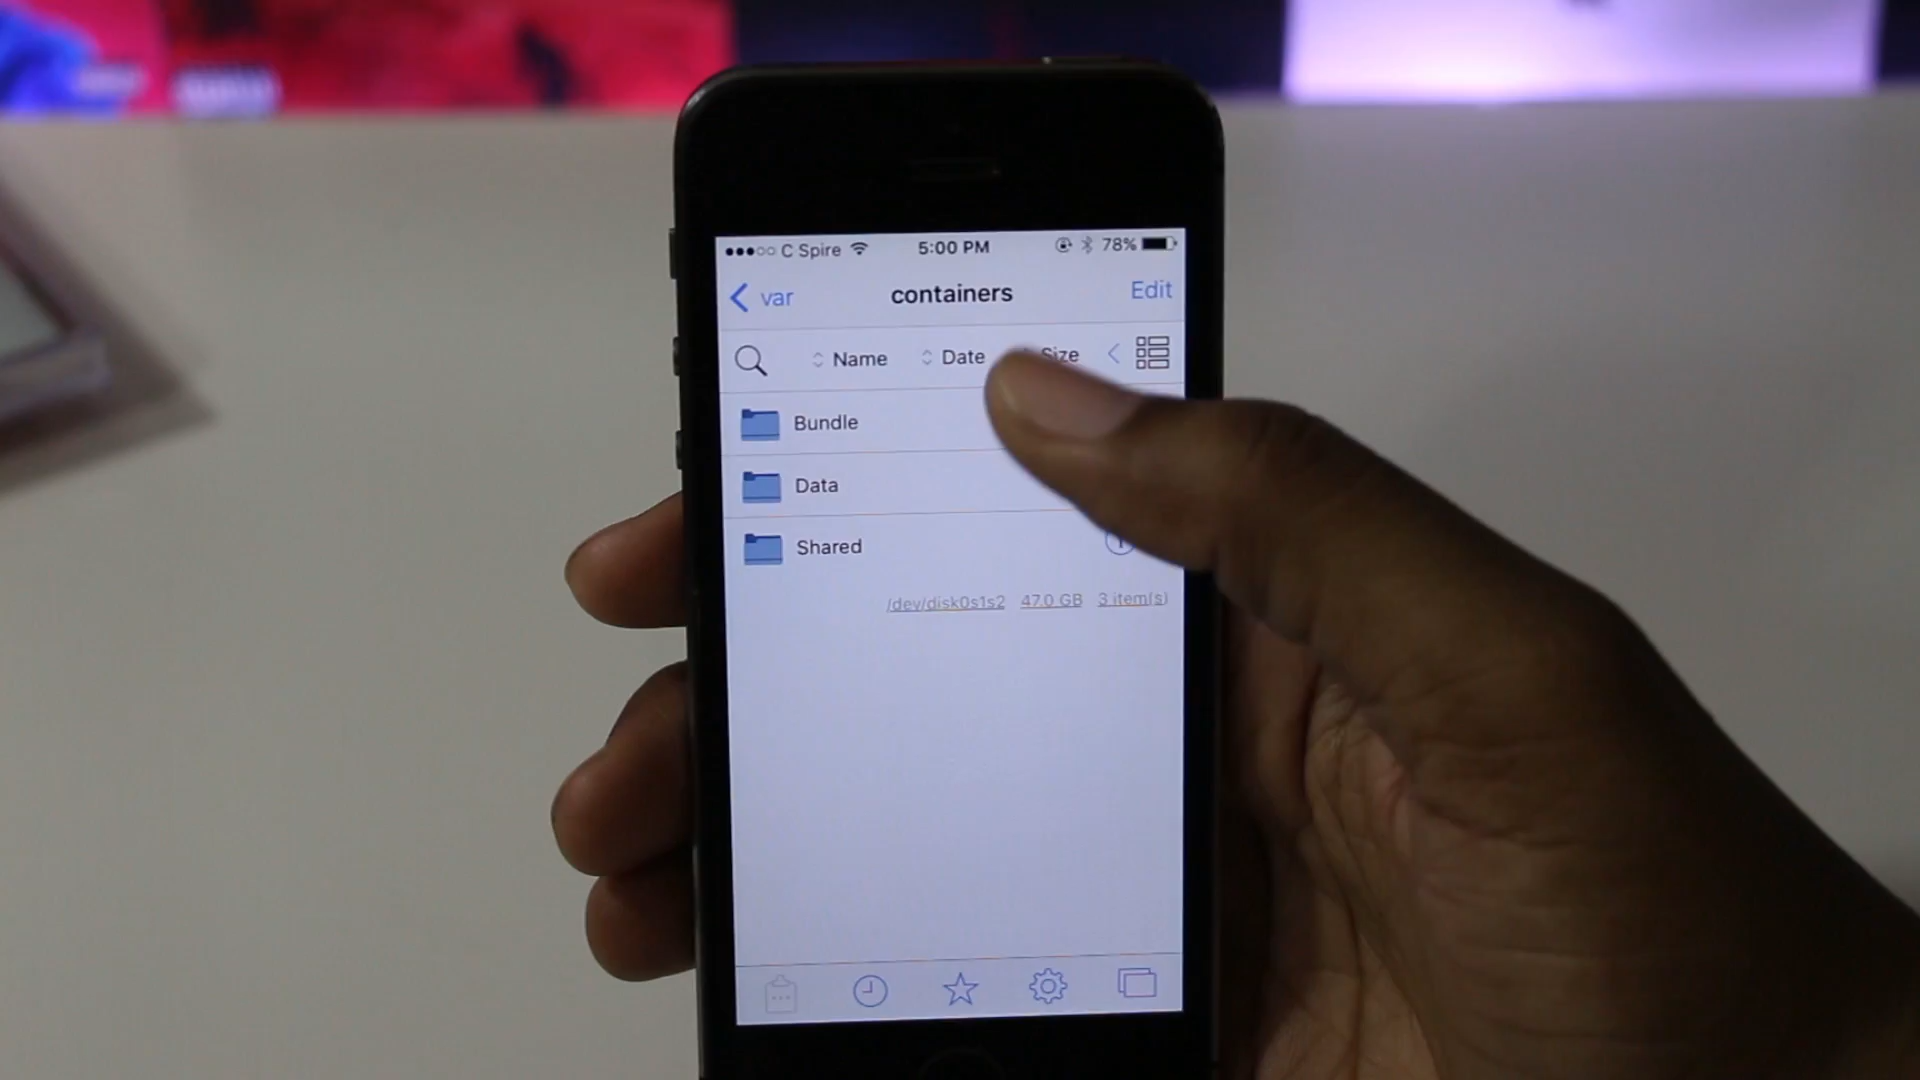 C Spire 5:00 PM 78%
var containers Edit
Name Date Size
Bundle
Data
Shared
/dev/disk0s1s2 47.0 GB 3 item(s)